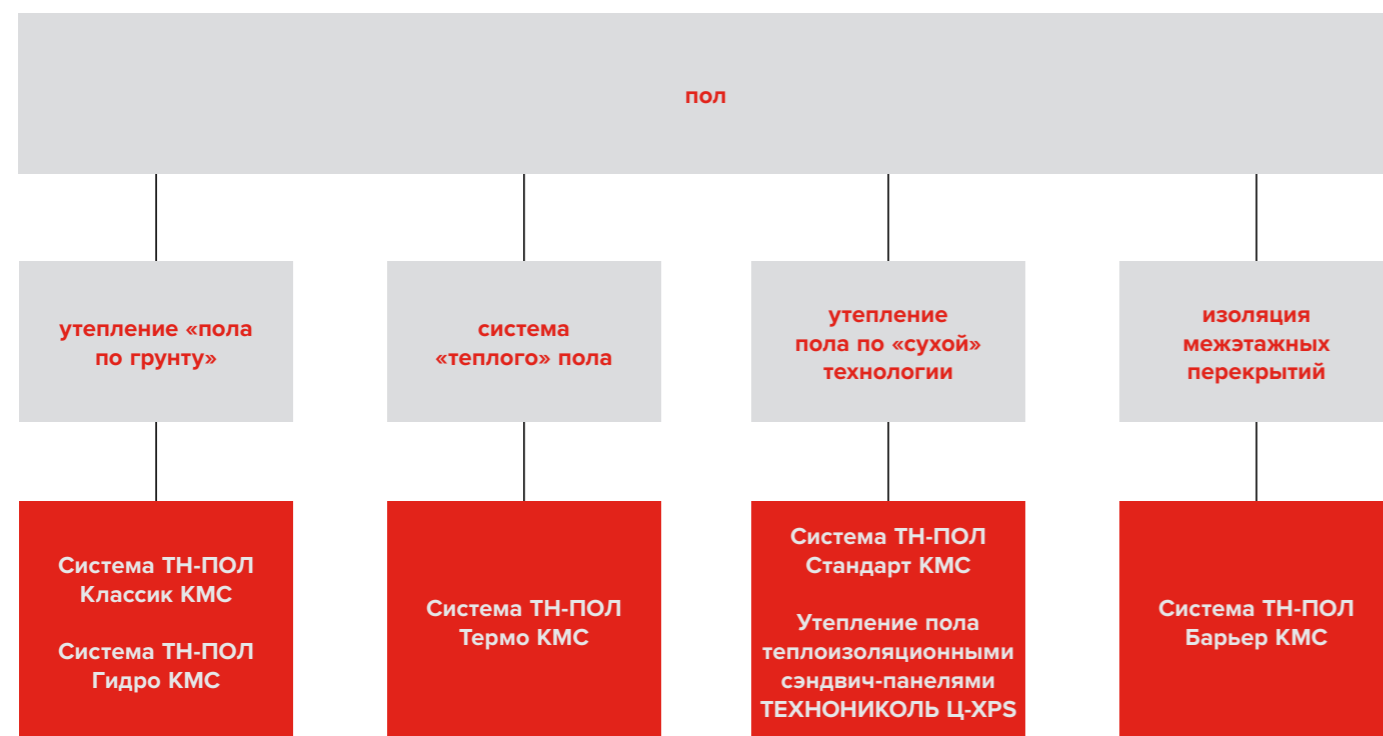 пол
утепление «пола
по грунту»
система
«теплого» пола
утепление
пола по «сухой»
технологии
изоляция
межэтажных
перекрытий
Система ТН-ПОЛ
Классик КМС
Система ТН-ПОЛ
Гидро КМС
Система ТН-ПОЛ
Термо КМС
Система ТН-ПОЛ
Стандарт КМС
Утепление пола
теплоизоляционными
сэндвич-панелями
ТЕХНОНИКОЛЬ Ц-XPS
Система ТН-ПОЛ
Барьер КМС